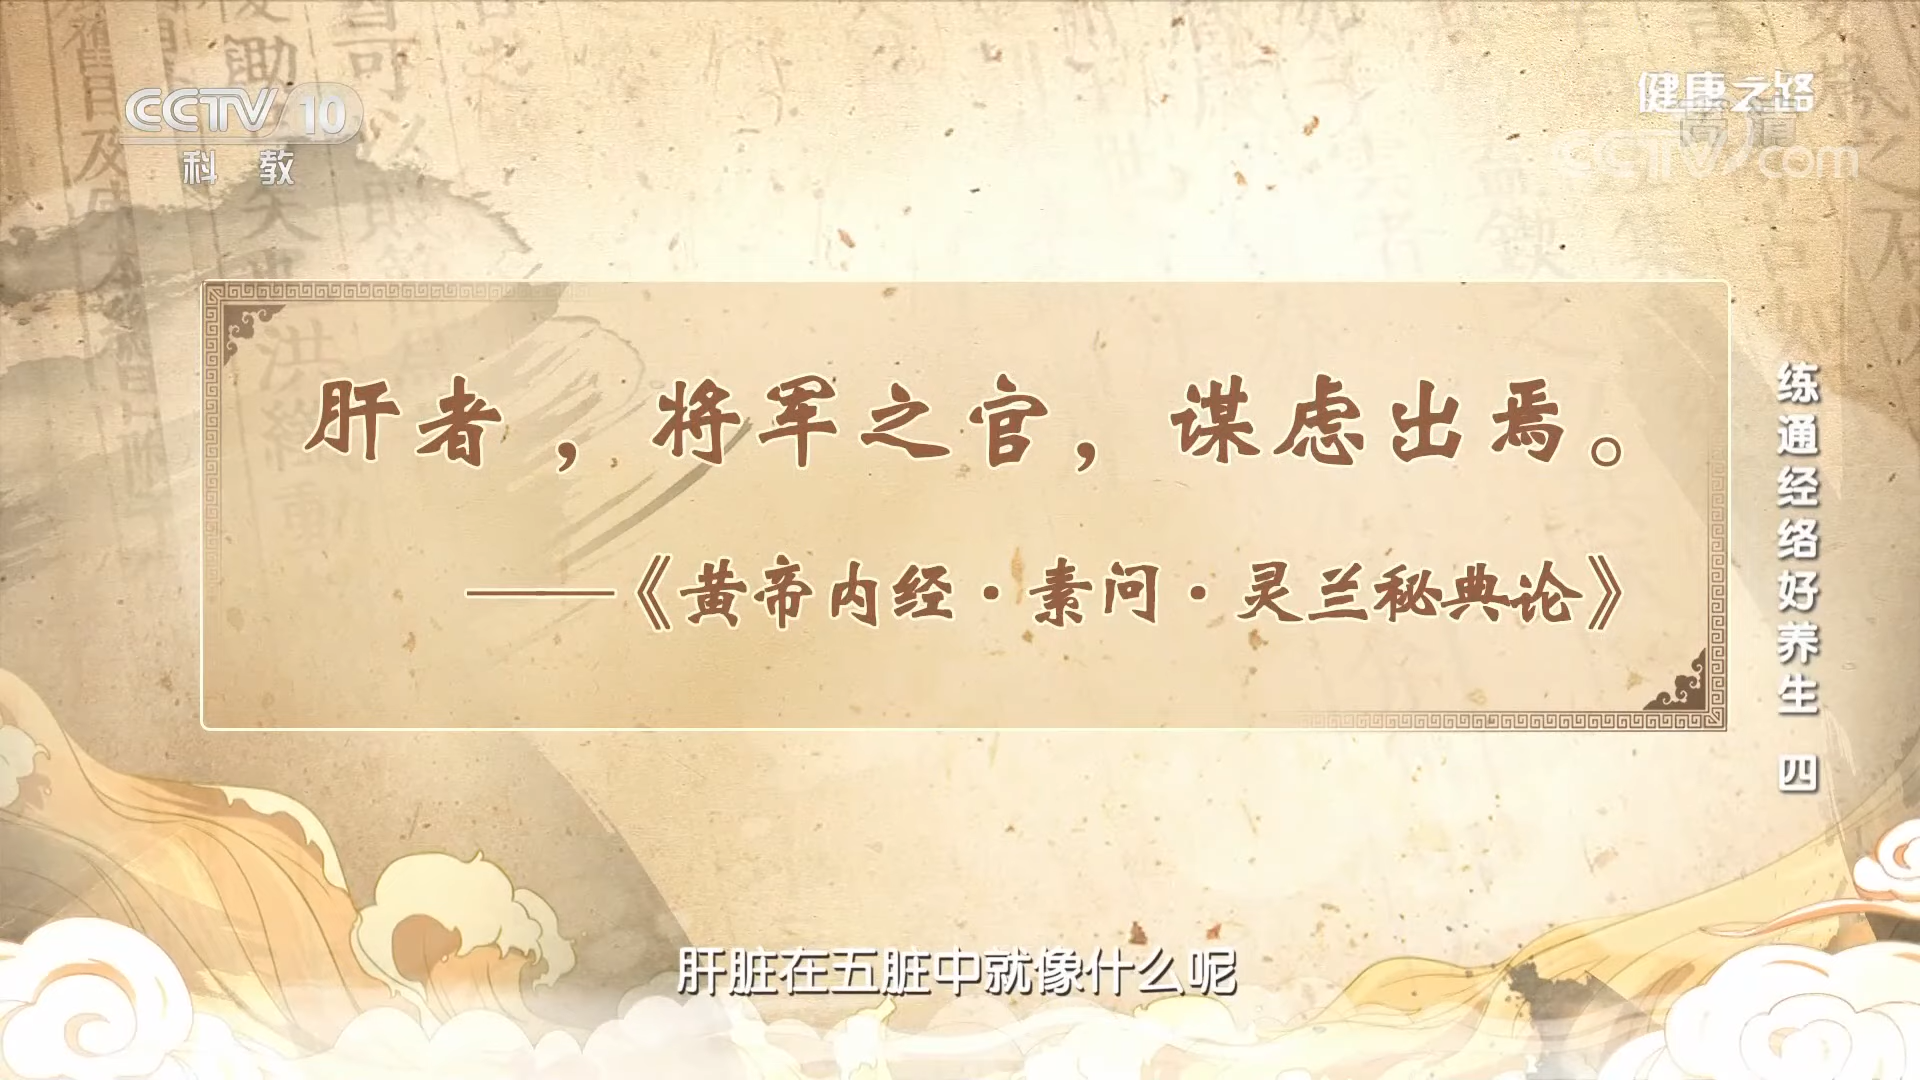 CCTV 10
科教
健康之路
高清
CCTV.com
肝者，将军之官，谋虑出焉。
——《黄帝内经·素问·灵兰秘典论》
练通经络好养生 四
肝脏在五脏中就像什么呢